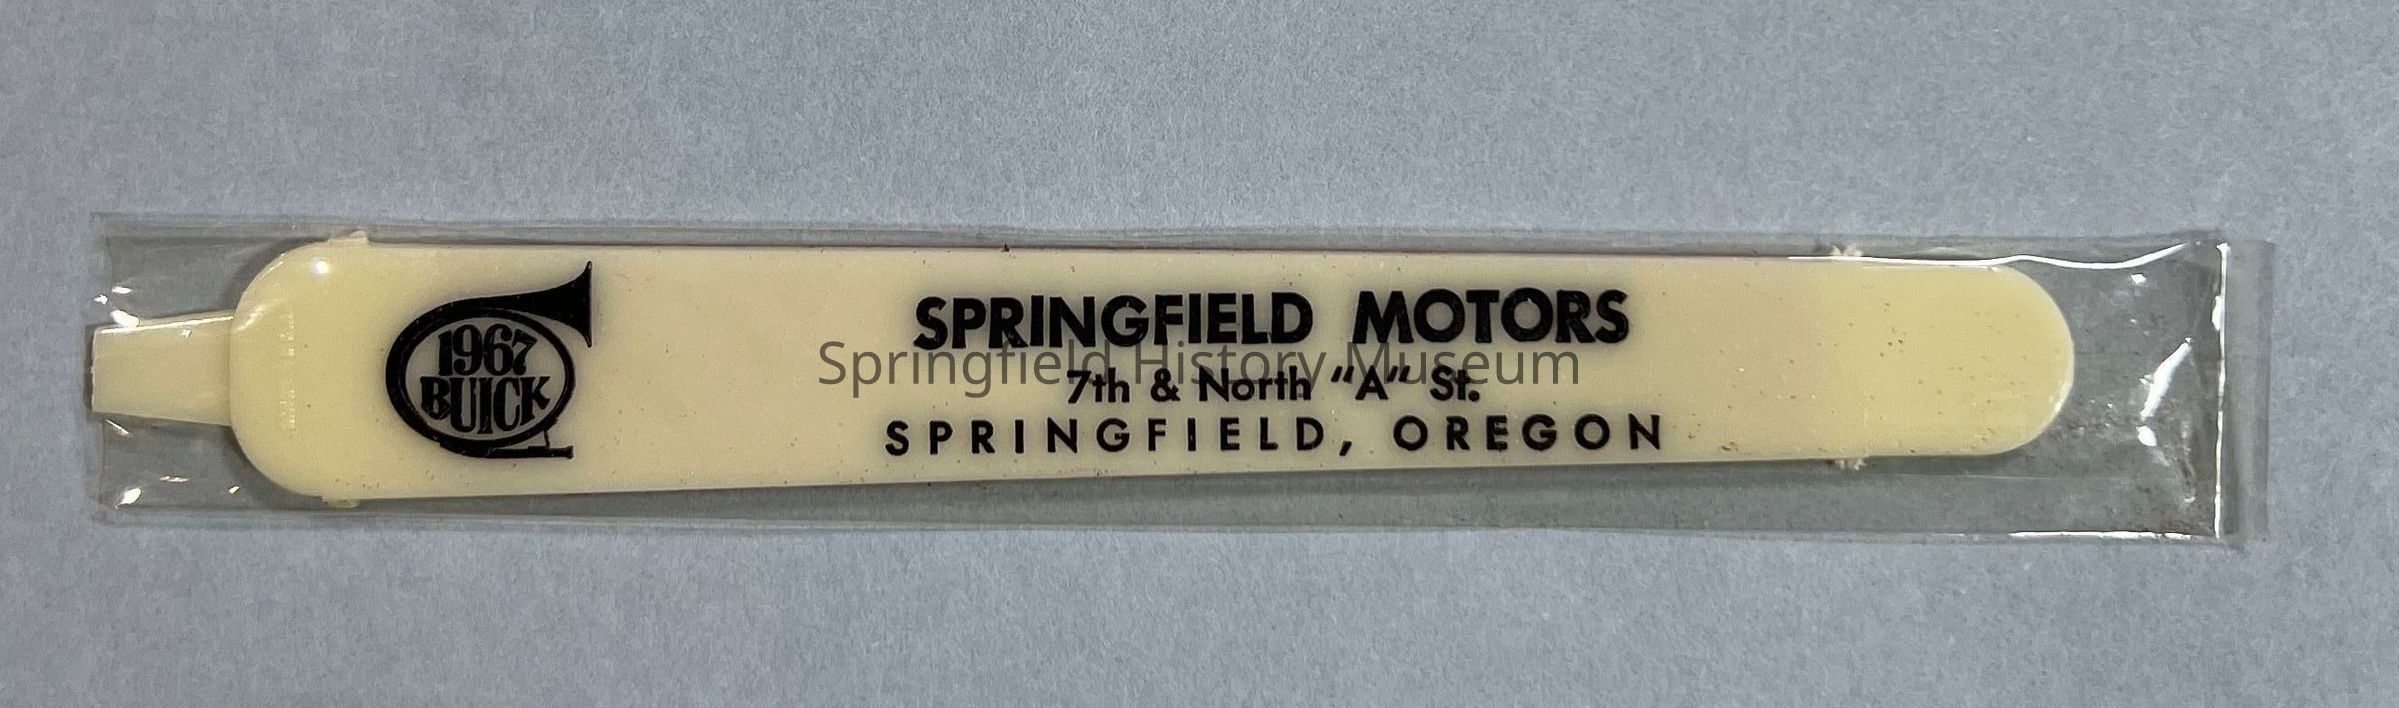 1967
BUICK
SPRINGFIELD MOTORS
Springfield History Museum
7th & North "A" St.
SPRINGFIELD, OREGON